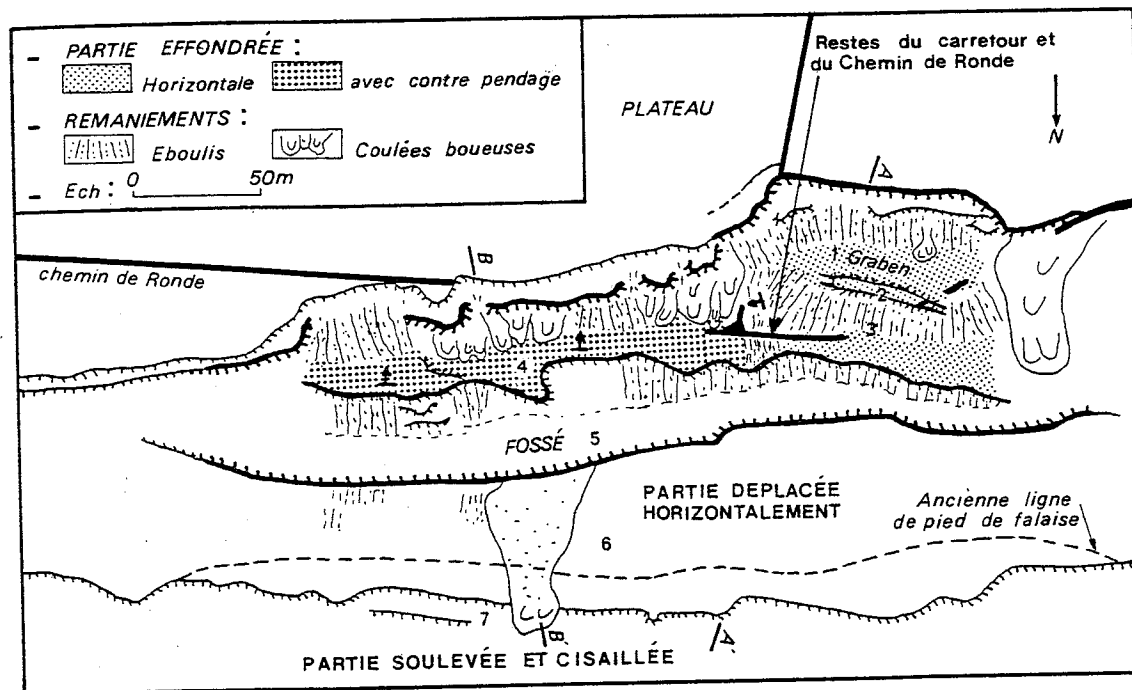 - PARTIE EFFONDRÉE :
Horizontale
avec contre pendage
- REMANIEMENTS :
Eboulis
Coulées boueuses
- Ech : 0 50m
Restes du carretour et
du Chemin de Ronde
PLATEAU
N
A
B
chemin de Ronde
1 Graben
2
3
4
FOSSÉ 5
PARTIE DEPLACÉE
HORIZONTALEMENT
Anciènne ligne
de pied de falaise
6
7
B'
A'
PARTIE SOULEVÉE ET CISAILLÉE